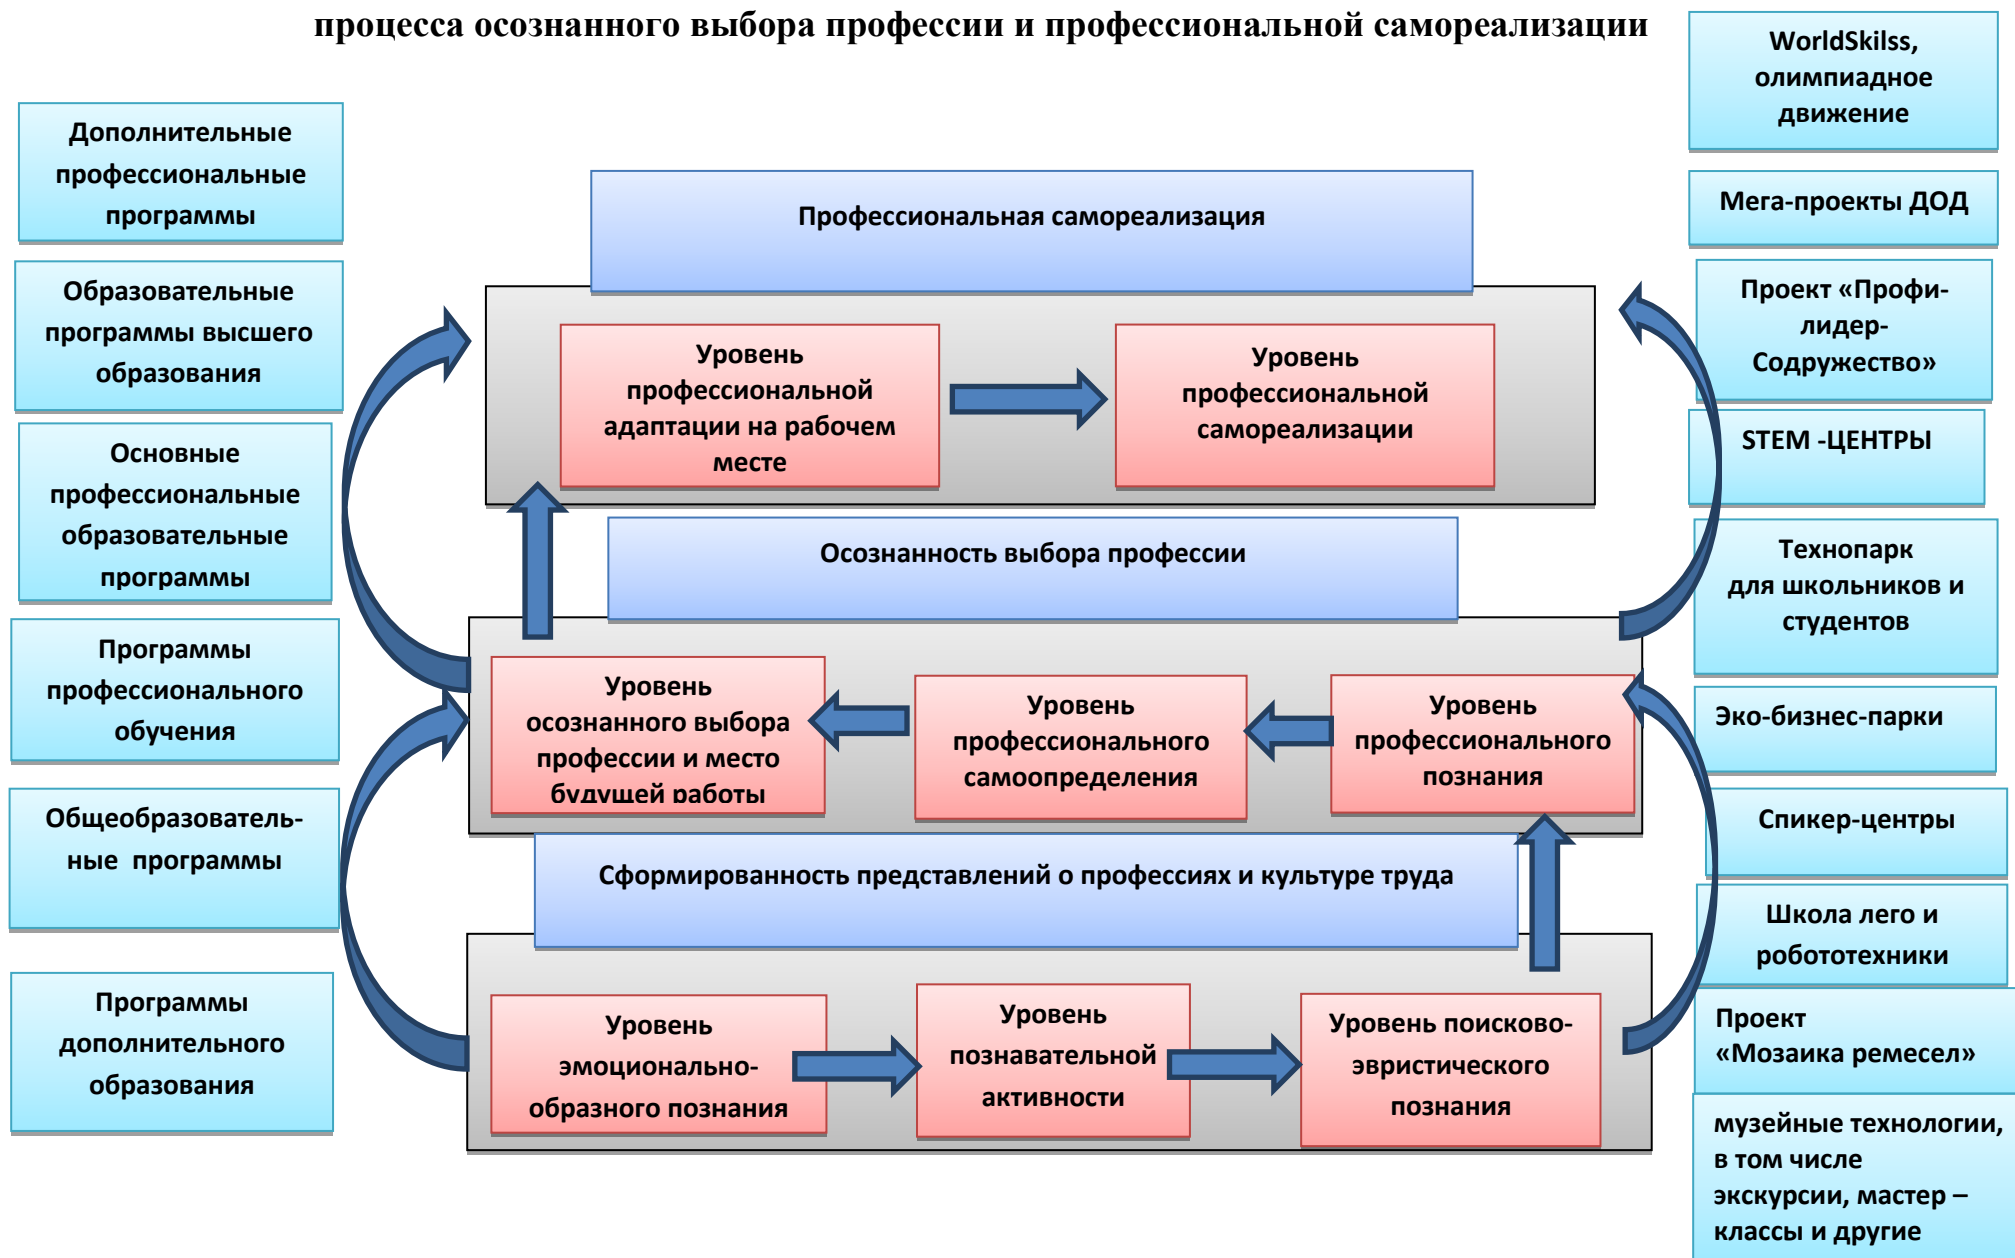 процесса осознанного выбора профессии и профессиональной самореализации
Дополнительные
профессиональные
программы
Образовательные
программы высшего
образования
Основные
профессиональные
образовательные
программы
Программы
профессионального
обучения
Общеобразователь-
ные программы
Программы
дополнительного
образования
Профессиональная самореализация
Уровень
профессиональной
адаптации на рабочем
месте
Уровень
профессиональной
самореализации
Осознанность выбора профессии
Уровень
осознанного выбора
профессии и место
будущей работы
Уровень
профессионального
самоопределения
Уровень
профессионального
познания
Сформированность представлений о профессиях и культуре труда
Уровень
эмоционально-
образного познания
Уровень
познавательной
активности
Уровень поисково-
эвристического
познания
WorldSkilss,
олимпиадное
движение
Мега-проекты ДОД
Проект «Профи-
лидер-
Содружество»
STEM -ЦЕНТРЫ
Технопарк
для школьников и
студентов
Эко-бизнес-парки
Спикер-центры
Школа лего и
робототехники
Проект
«Мозаика ремесел»
музейные технологии,
в том числе
экскурсии, мастер –
классы и другие